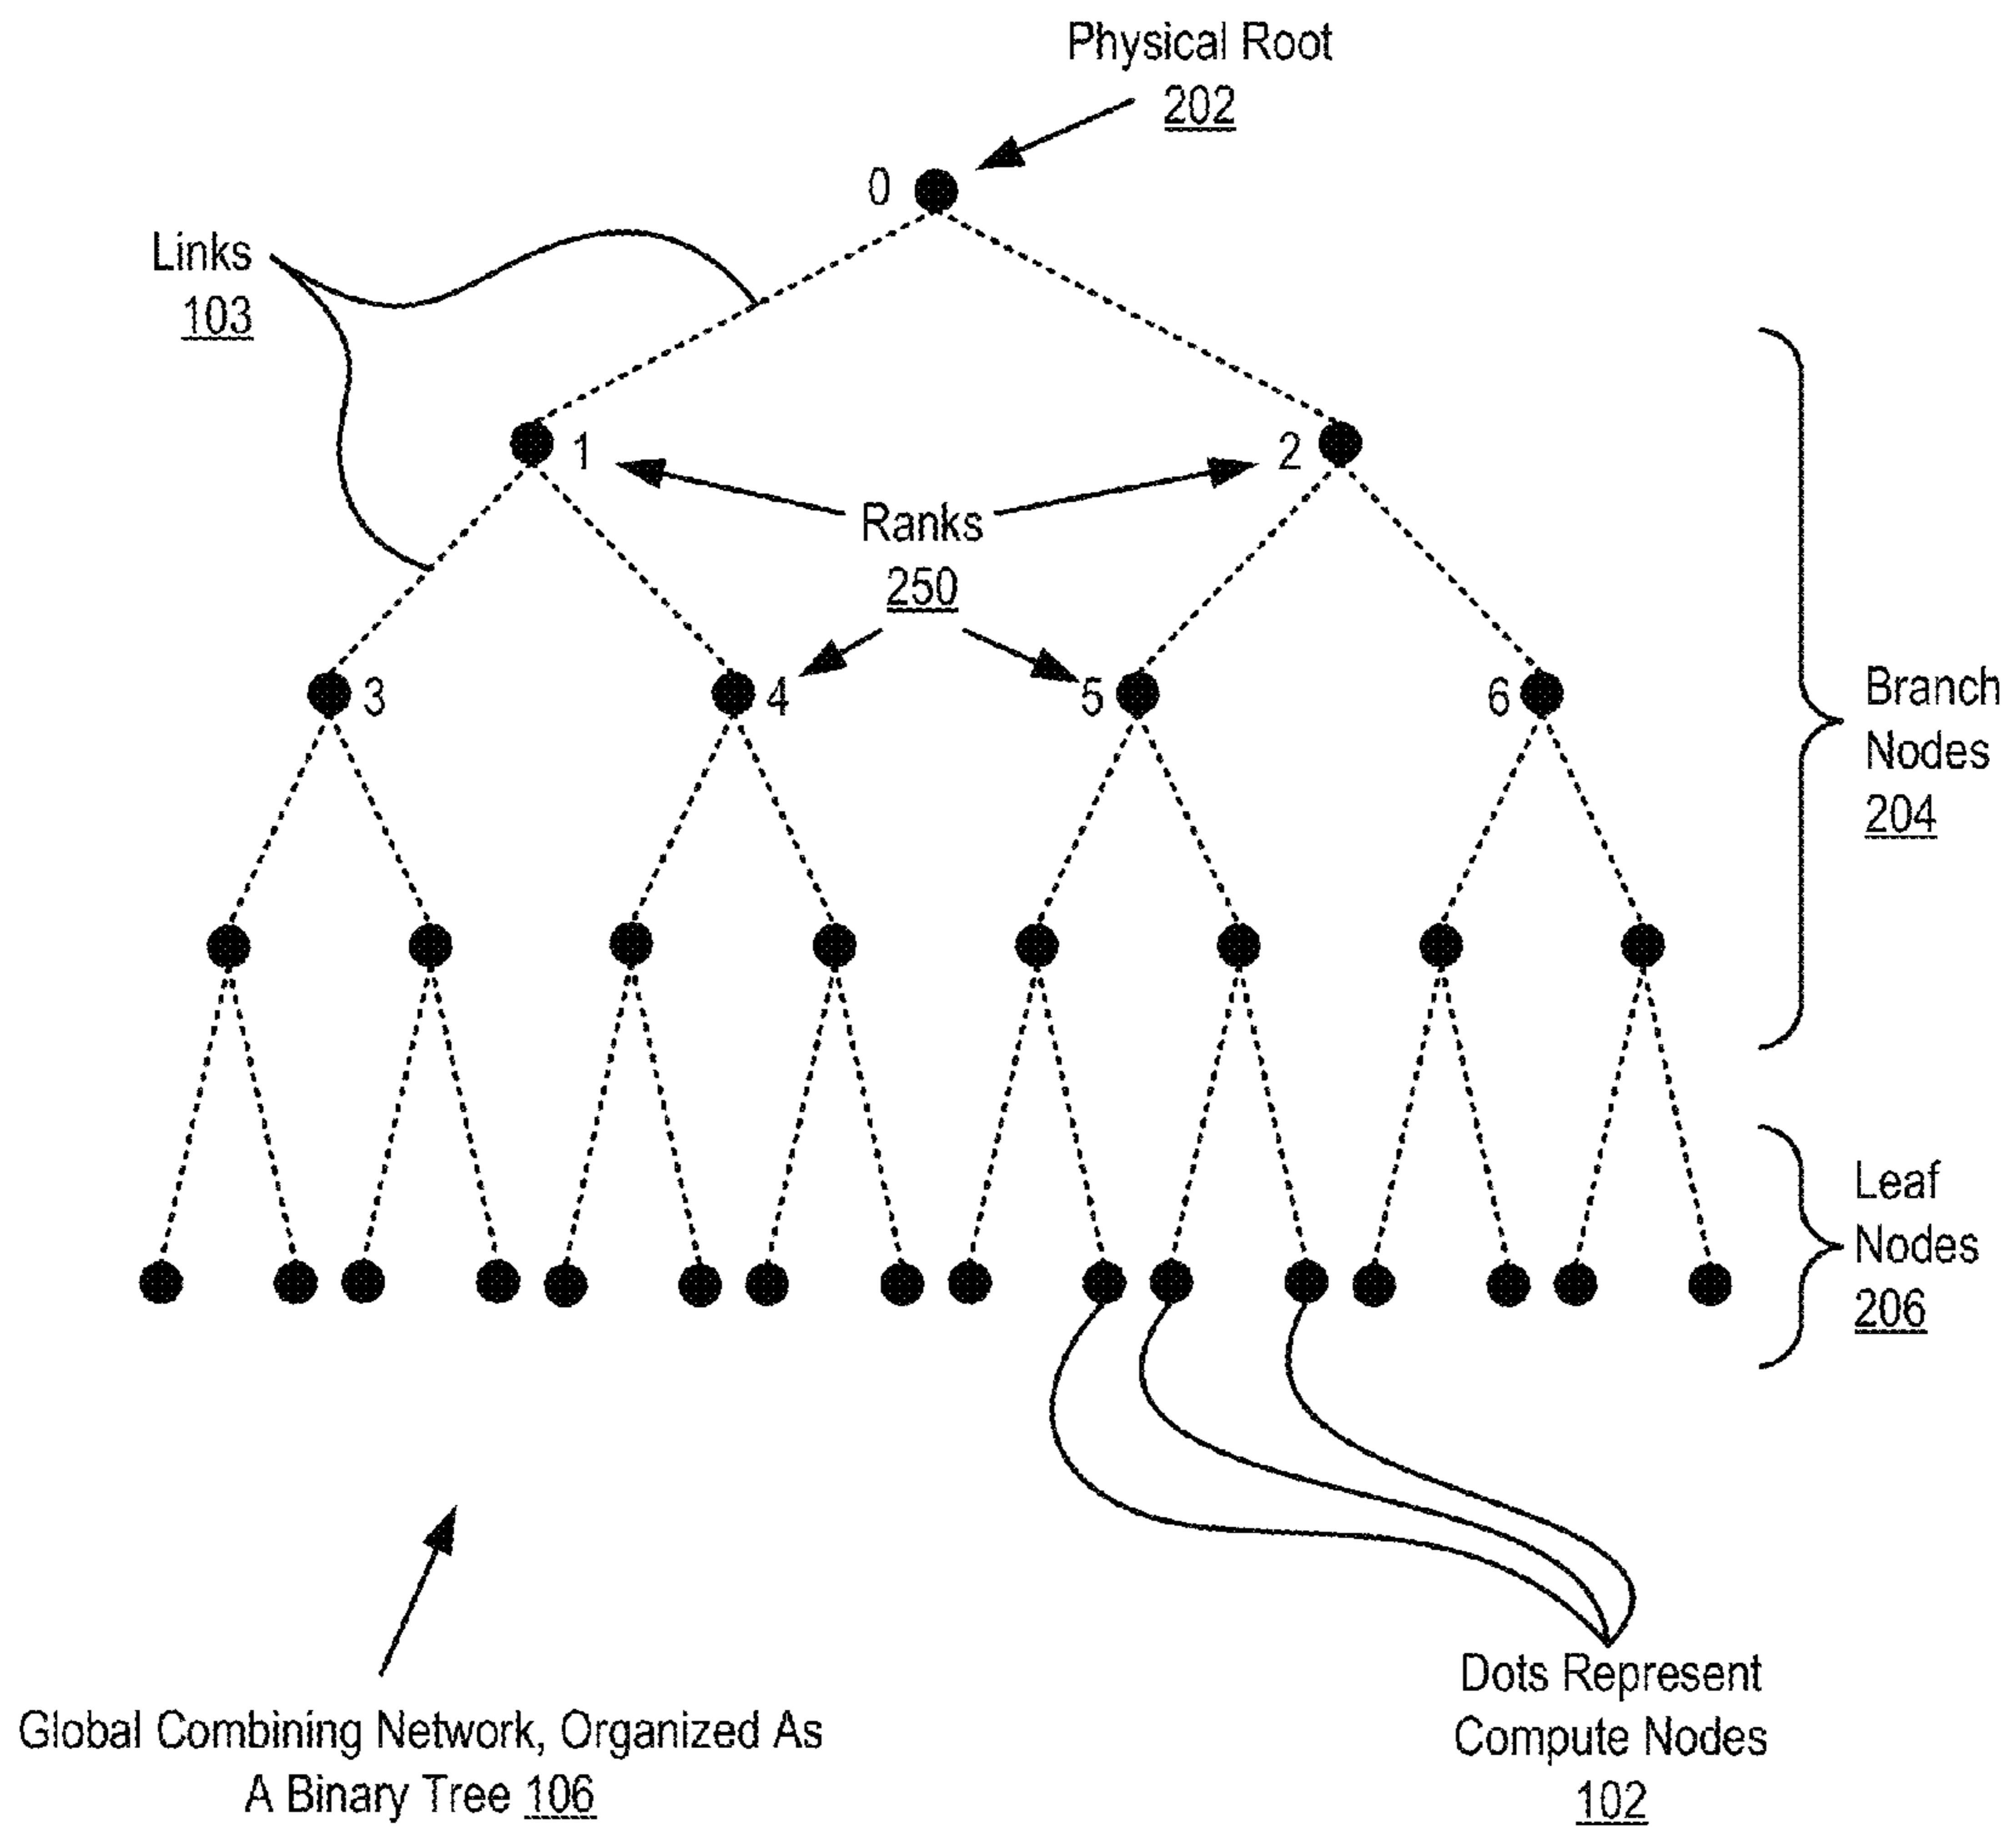 Physical Root
202
0
Links
103
1
2
Ranks
250
3
4
5
6
Branch
Nodes
204
Leaf
Nodes
206
Dots Represent
Compute Nodes
102
Global Combining Network, Organized As
A Binary Tree 106